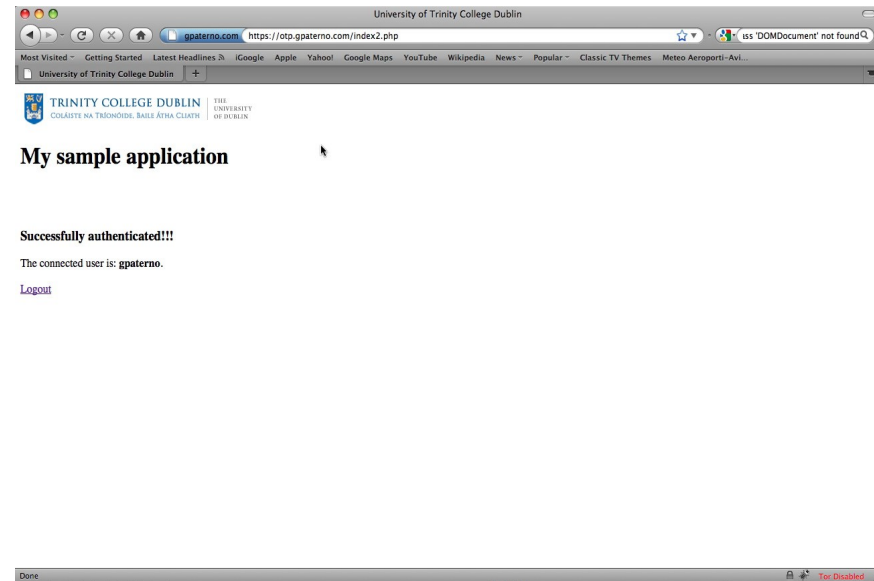 University of Trinity College Dublin
gpaterno.com https://otp.gpaterno.com/index2.php
iss 'DOMDocument' not found
Most Visited Getting Started Latest Headlines iGoogle Apple Yahoo! Google Maps YouTube Wikipedia News Popular Classic TV Themes Meteo Aeroporti-Avi...
University of Trinity College Dublin +
TRINITY COLLEGE DUBLIN
COLÁISTE NA TRÍONÓIDE, BAILE ÁTHA CLIATH
THE
UNIVERSITY
OF DUBLIN
My sample application
Successfully authenticated!!!
The connected user is: gpaterno.
Logout
Done
Tor Disabled